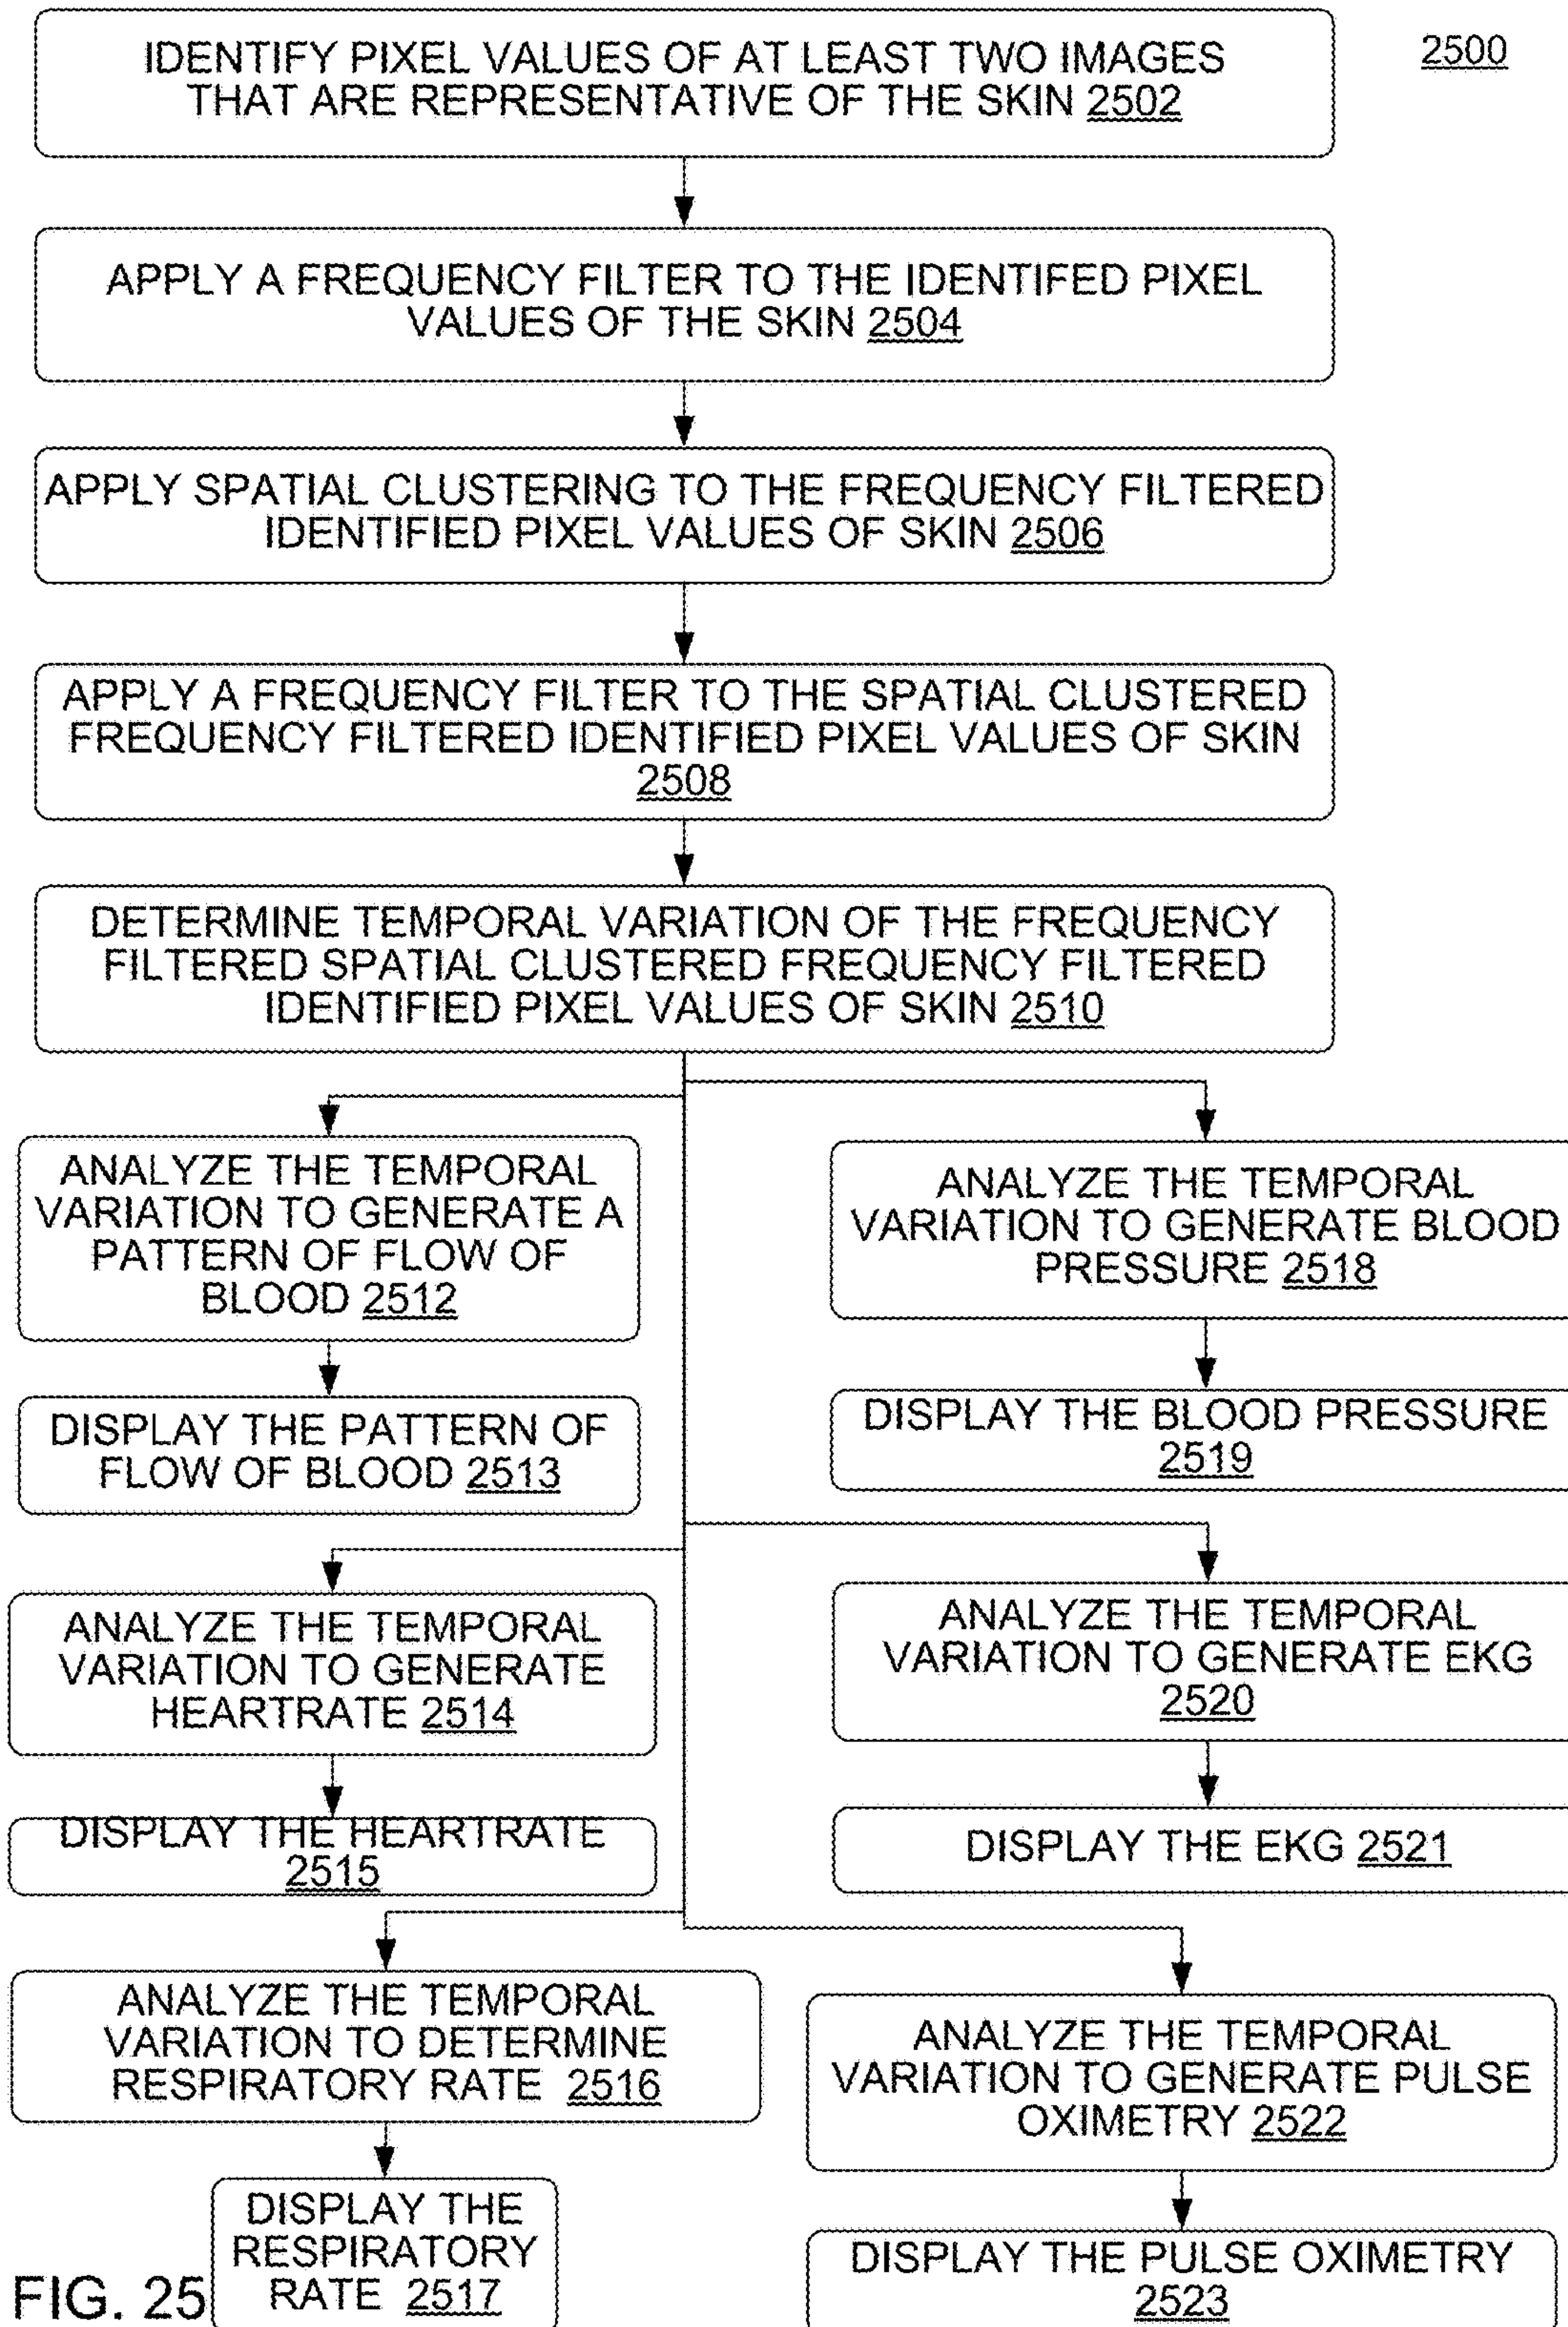 2500
IDENTIFY PIXEL VALUES OF AT LEAST TWO IMAGES
THAT ARE REPRESENTATIVE OF THE SKIN 2502
APPLY A FREQUENCY FILTER TO THE IDENTIFED PIXEL
VALUES OF THE SKIN 2504
APPLY SPATIAL CLUSTERING TO THE FREQUENCY FILTERED
IDENTIFIED PIXEL VALUES OF SKIN 2506
APPLY A FREQUENCY FILTER TO THE SPATIAL CLUSTERED
FREQUENCY FILTERED IDENTIFIED PIXEL VALUES OF SKIN
2508
DETERMINE TEMPORAL VARIATION OF THE FREQUENCY
FILTERED SPATIAL CLUSTERED FREQUENCY FILTERED
IDENTIFIED PIXEL VALUES OF SKIN 2510
ANALYZE THE TEMPORAL
VARIATION TO GENERATE A
PATTERN OF FLOW OF
BLOOD 2512
DISPLAY THE PATTERN OF
FLOW OF BLOOD 2513
ANALYZE THE TEMPORAL
VARIATION TO GENERATE BLOOD
PRESSURE 2518
DISPLAY THE BLOOD PRESSURE
2519
ANALYZE THE TEMPORAL
VARIATION TO GENERATE
HEARTRATE 2514
DISPLAY THE HEARTRATE
2515
ANALYZE THE TEMPORAL
VARIATION TO GENERATE EKG
2520
DISPLAY THE EKG 2521
ANALYZE THE TEMPORAL
VARIATION TO DETERMINE
RESPIRATORY RATE 2516
DISPLAY THE
RESPIRATORY
RATE 2517
ANALYZE THE TEMPORAL
VARIATION TO GENERATE PULSE
OXIMETRY 2522
DISPLAY THE PULSE OXIMETRY
2523
FIG. 25